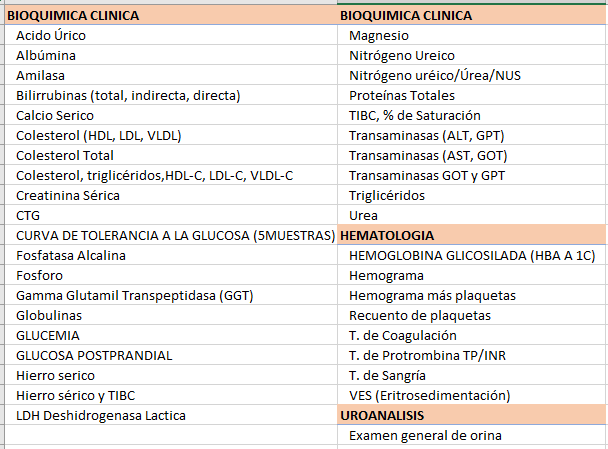 BIOQUIMICA CLINICA
Acido Úrico
Albúmina
Amilasa
Bilirrubinas (total, indirecta, directa)
Calcio Serico
Colesterol (HDL, LDL, VLDL)
Colesterol Total
Colesterol, triglicéridos,HDL-C, LDL-C, VLDL-C
Creatinina Sérica
CTG
CURVA DE TOLERANCIA A LA GLUCOSA (5MUESTRAS)
Fosfatasa Alcalina
Fosforo
Gamma Glutamil Transpeptidasa (GGT)
Globulinas
GLUCEMIA
GLUCOSA POSTPRANDIAL
Hierro serico
Hierro sérico y TIBC
LDH Deshidrogenasa Lactica
BIOQUIMICA CLINICA
Magnesio
Nitrógeno Ureico
Nitrógeno uréico/Úrea/NUS
Proteínas Totales
TIBC, % de Saturación
Transaminasas (ALT, GPT)
Transaminasas (AST, GOT)
Transaminasas GOT y GPT
Triglicéridos
Urea
HEMATOLOGIA
HEMOGLOBINA GLICOSILADA (HBA A 1C)
Hemograma
Hemograma más plaquetas
Recuento de plaquetas
T. de Coagulación
T. de Protrombina TP/INR
T. de Sangría
VES (Eritrosedimentación)
UROANALISIS
Examen general de orina